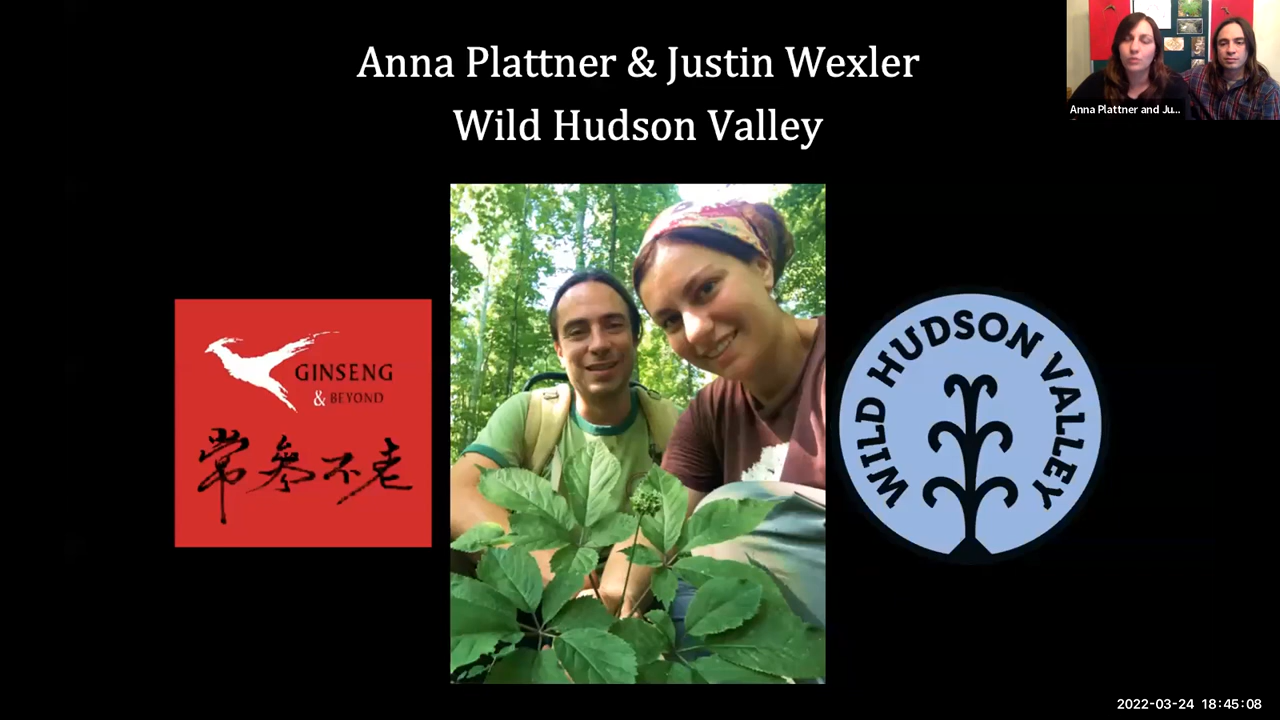 Anna Plattner & Justin Wexler
Wild Hudson Valley
Anna Plattner and Ju...
GINSENG
& BEYOND
常參不老
WILD HUDSON VALLEY
2022-03-24 18:45:08